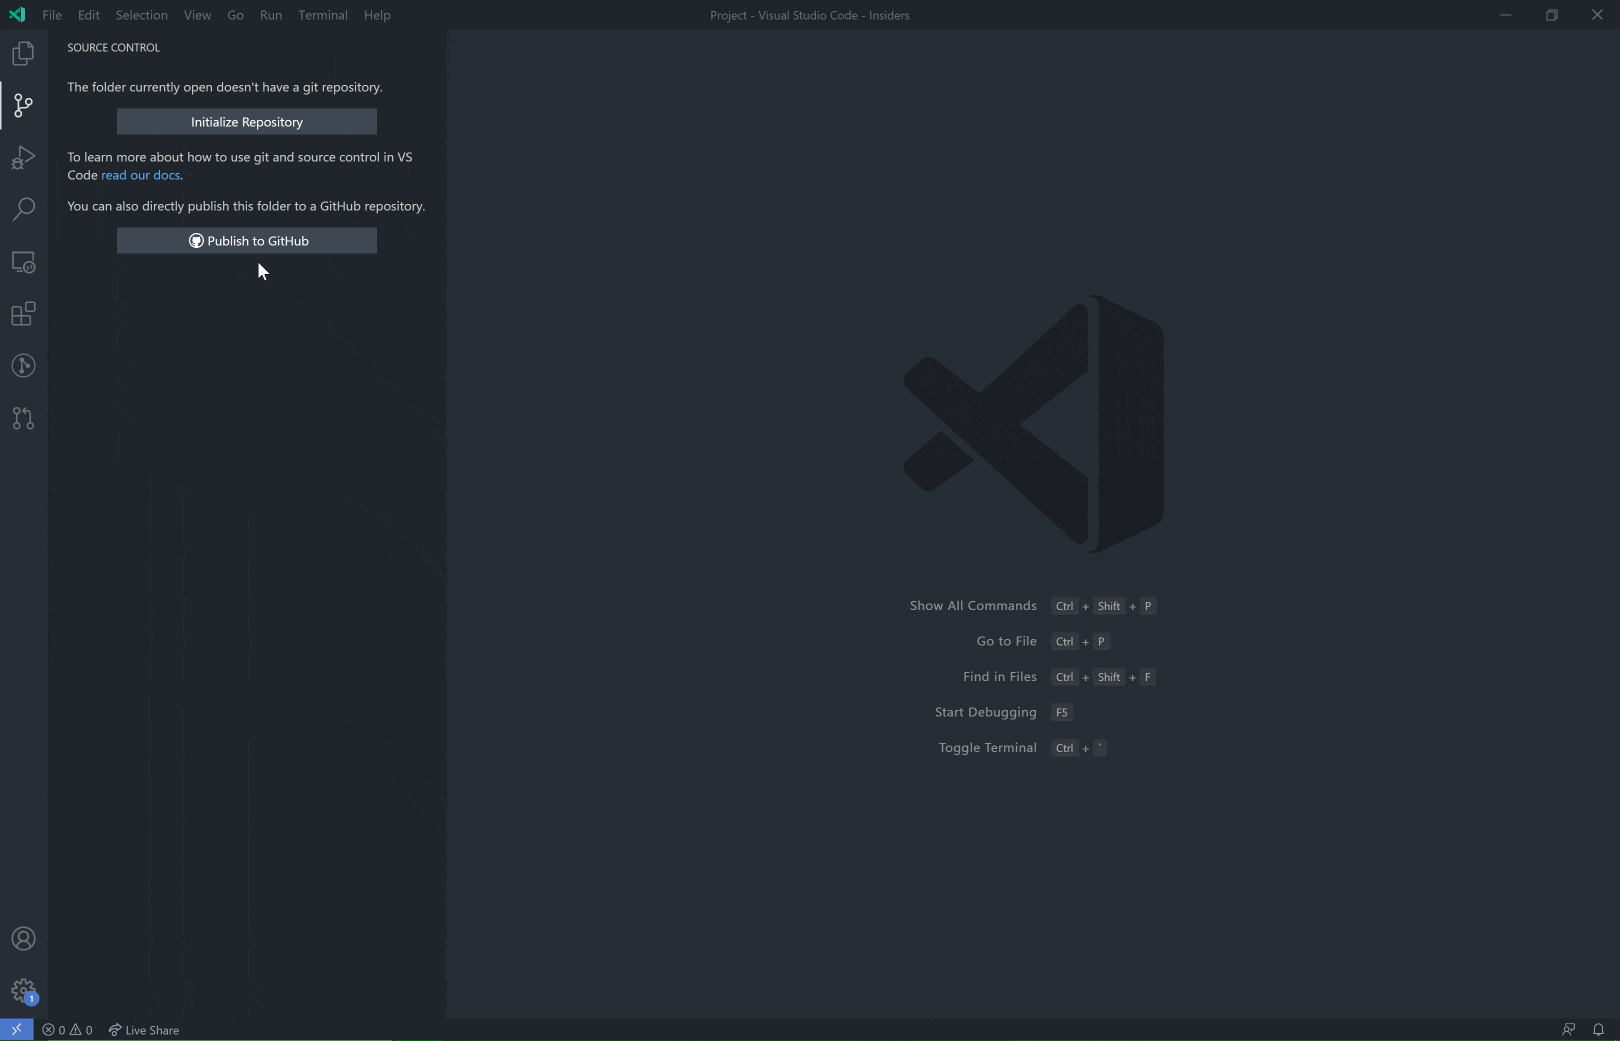 File Edit Selection View Go Run Terminal Help
Project - Visual Studio Code - Insiders
SOURCE CONTROL
The folder currently open doesn't have a git repository.
Initialize Repository
To learn more about how to use git and source control in VS
Code read our docs.
You can also directly publish this folder to a GitHub repository.
Publish to GitHub
Show All Commands Ctrl + Shift + P
Go to File Ctrl + P
Find in Files Ctrl + Shift + F
Start Debugging F5
Toggle Terminal Ctrl + `
1
0 0 Live Share